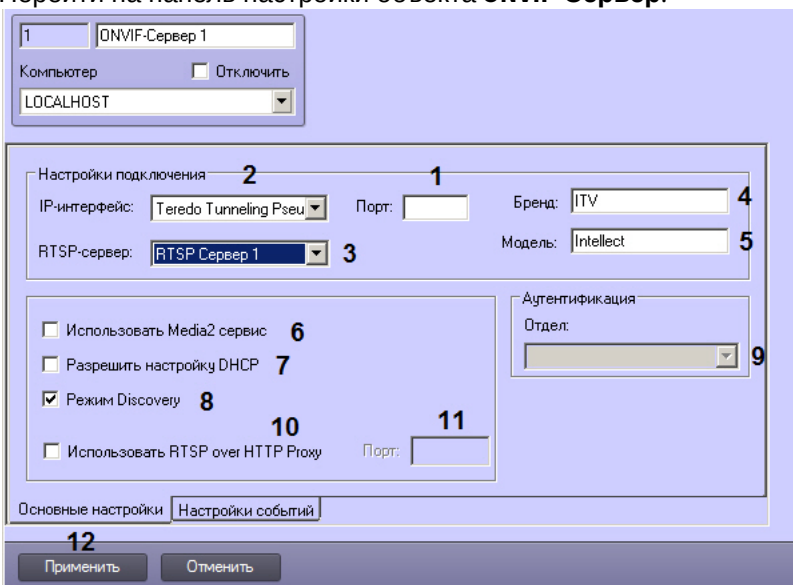 Перейти на панель настройки объекта ONVIF-Сервер.
1 ONVIF-Сервер 1
Компьютер Отключить
LOCALHOST
Настройки подключения 2 1
IP-интерфейс: Teredo Tunneling Pseu Порт: Бренд: ITV 4
RTSP-сервер: RTSP Сервер 1 3 Модель: Intellect 5
Аутентификация
Использовать Media2 сервис 6 Отдел:
Разрешить настройку DHCP 7 9
Режим Discovery 8
10 11
Использовать RTSP over HTTP Proxy Порт:
Основные настройки Настройки событий
12
Применить Отменить